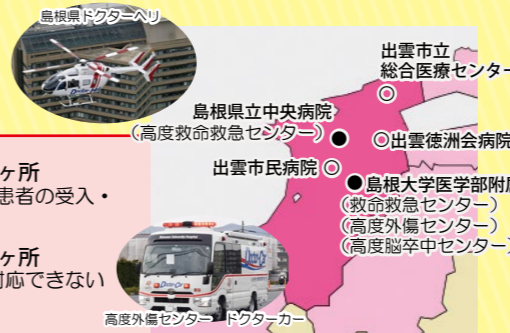 島根県ドクターヘリ
出雲市立
総合医療センター
島根県立中央病院
（高度救命救急センター）
出雲徳洲会病院
出雲市民病院
島根大学医学部附属
（救命救急センター）
（高度外傷センター）
（高度脳卒中センター）
ヶ所
患者の受入・
ヶ所
対応できない
高度外傷センター　ドクターカー